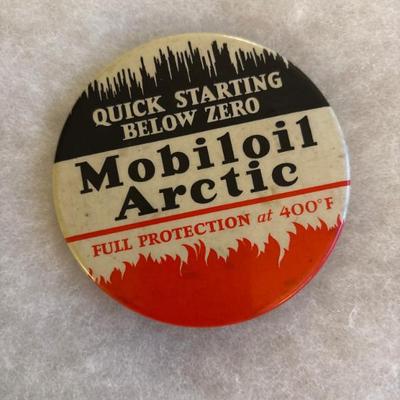 QUICK STARTING
BELOW ZERO
Mobiloil
Arctic
FULL PROTECTION at 400°F